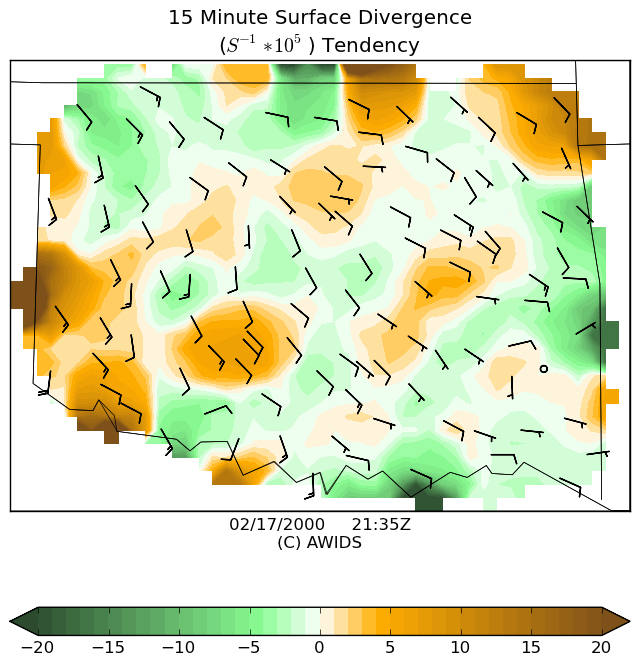 15 Minute Surface Divergence
(S⁻¹ *10⁵ ) Tendency
02/17/2000 21:35Z
(C) AWIDS
−20 −15 −10 −5 0 5 10 15 20